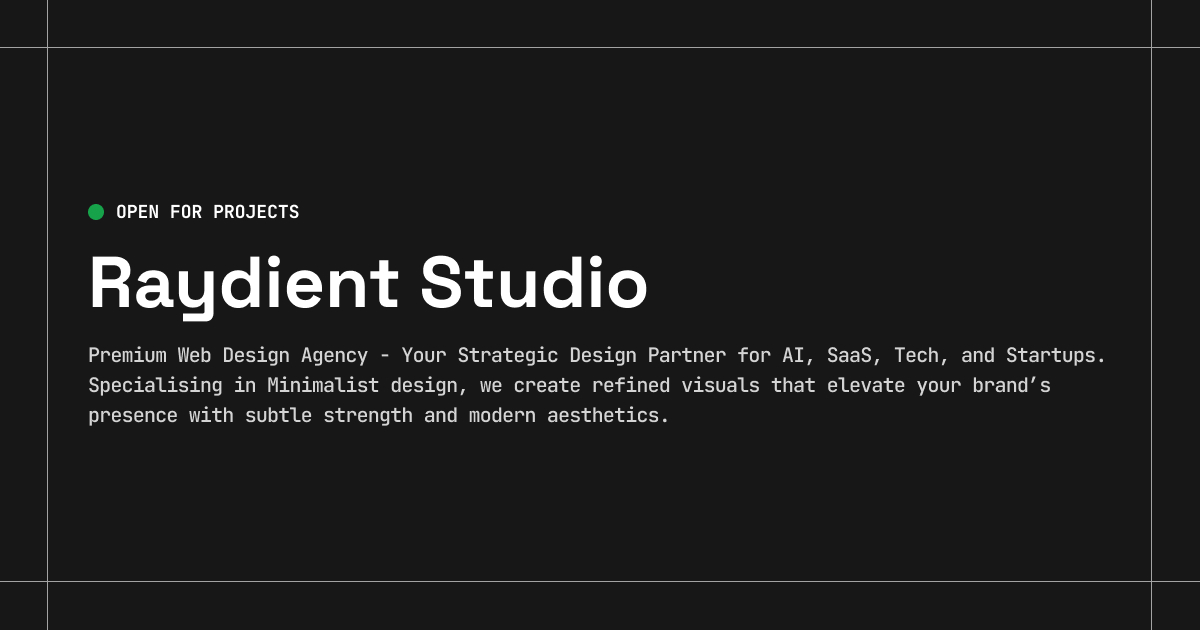 OPEN FOR PROJECTS
Raydient Studio
Premium Web Design Agency - Your Strategic Design Partner for AI, SaaS, Tech, and Startups.
Specialising in Minimalist design, we create refined visuals that elevate your brand’s
presence with subtle strength and modern aesthetics.